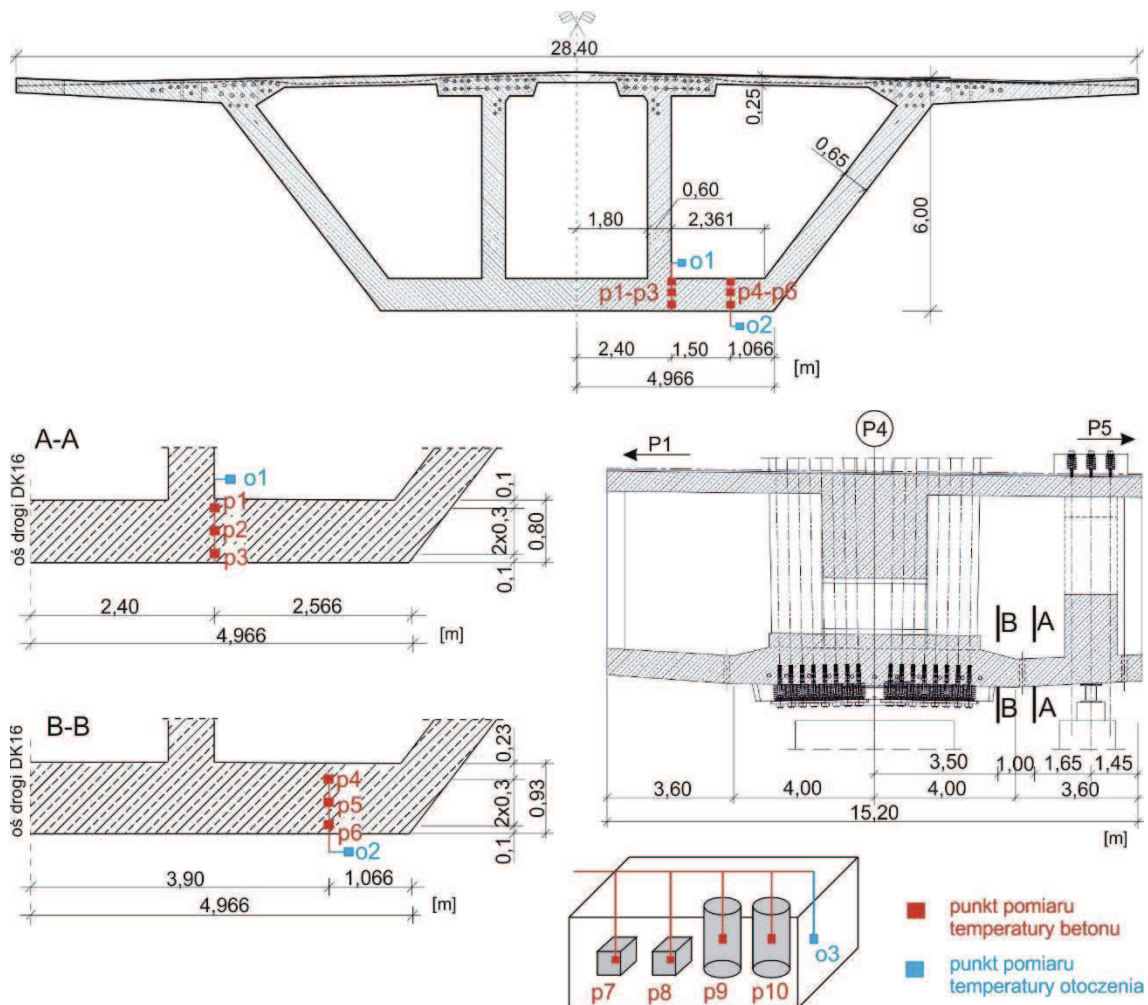 28,40
0,25
0,65
0,60
1,80
2,361
6,00
o1
p1-p3
p4-p6
o2
2,40
1,50
1,066
[m]
4,966
A-A
oś drogi DK16
o1
p1
p2
p3
0,1
2x0,3
0,1
0,80
2,40
2,566
4,966
[m]
B-B
oś drogi DK16
p4
p5
p6
o2
0,23
2x0,3
0,1
0,93
3,90
1,066
4,966
[m]
P1
P4
P5
B
A
B
A
3,50
1,00
1,65
1,45
3,60
4,00
4,00
3,60
15,20
[m]
o3
p7
p8
p9
p10
punkt pomiaru
temperatury betonu
punkt pomiaru
temperatury otoczenia